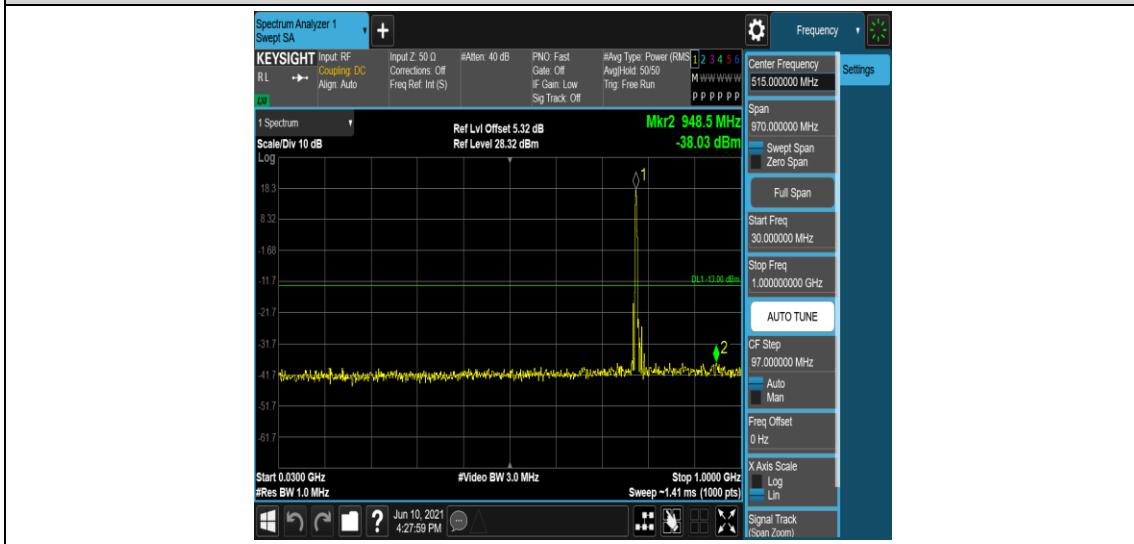 Spectrum Analyzer 1
Swept SA
+
Frequency
KEYSIGHT
RL
LXI
Input: RF
Coupling: DC
Align: Auto
Input Z: 50 Ω
Corrections: Off
Freq Ref: Int (S)
#Atten: 40 dB
PNO: Fast
Gate: Off
IF Gain: Low
Sig Track: Off
#Avg Type: Power (RMS
Avg|Hold: 50/50
Trig: Free Run
1 2 3 4 5 6
M W W W W W
P P P P P P
Center Frequency
515.000000 MHz
Settings
1 Spectrum
Ref Lvl Offset 5.32 dB
Mkr2 948.5 MHz
Scale/Div 10 dB
Ref Level 28.32 dBm
-38.03 dBm
Log
1
18.3
8.32
-1.68
-11.7
DL1 -13.00 dBm
-21.7
-31.7
2
-41.7
-51.7
-61.7
Start 0.0300 GHz
#Video BW 3.0 MHz
Stop 1.0000 GHz
#Res BW 1.0 MHz
Sweep ~1.41 ms (1000 pts)
Span
970.000000 MHz
Swept Span
Zero Span
Full Span
Start Freq
30.000000 MHz
Stop Freq
1.000000000 GHz
AUTO TUNE
CF Step
97.000000 MHz
Auto
Man
Freq Offset
0 Hz
X Axis Scale
Log
Lin
Signal Track
(Span Zoom)
?
Jun 10, 2021
4:27:59 PM